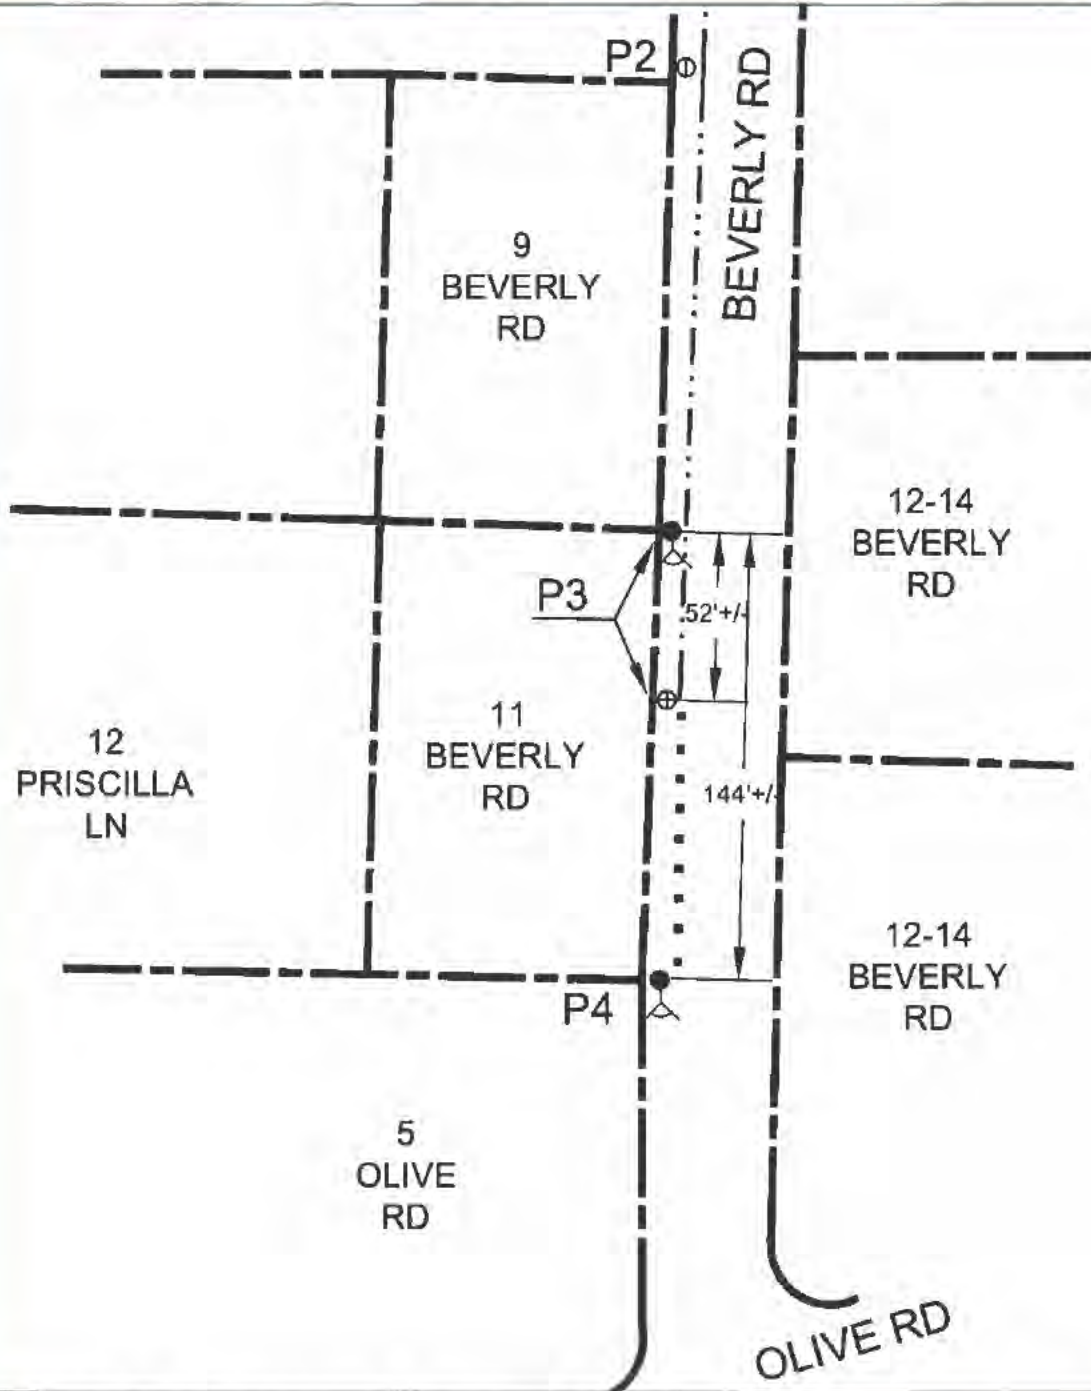 P2
BEVERLY RD
9
BEVERLY
RD
12-14
BEVERLY
RD
P3
52'+/-
11
BEVERLY
RD
12
PRISCILLA
LN
144'+/-
12-14
BEVERLY
RD
P4
5
OLIVE
RD
OLIVE RD